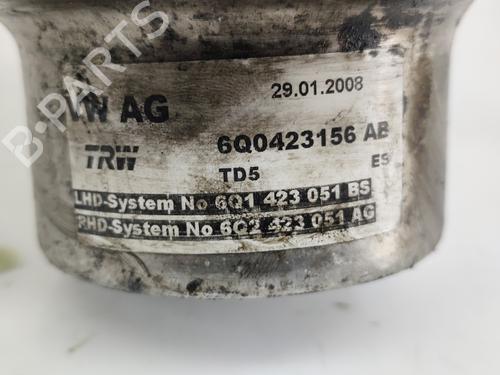 B-PARTS
29.01.2008
VW AG
6Q0423156 AB
TRW
TD5
ES
LHD-System No 6Q1 423 051 BS
RHD-System No 6Q2 423 051 AG